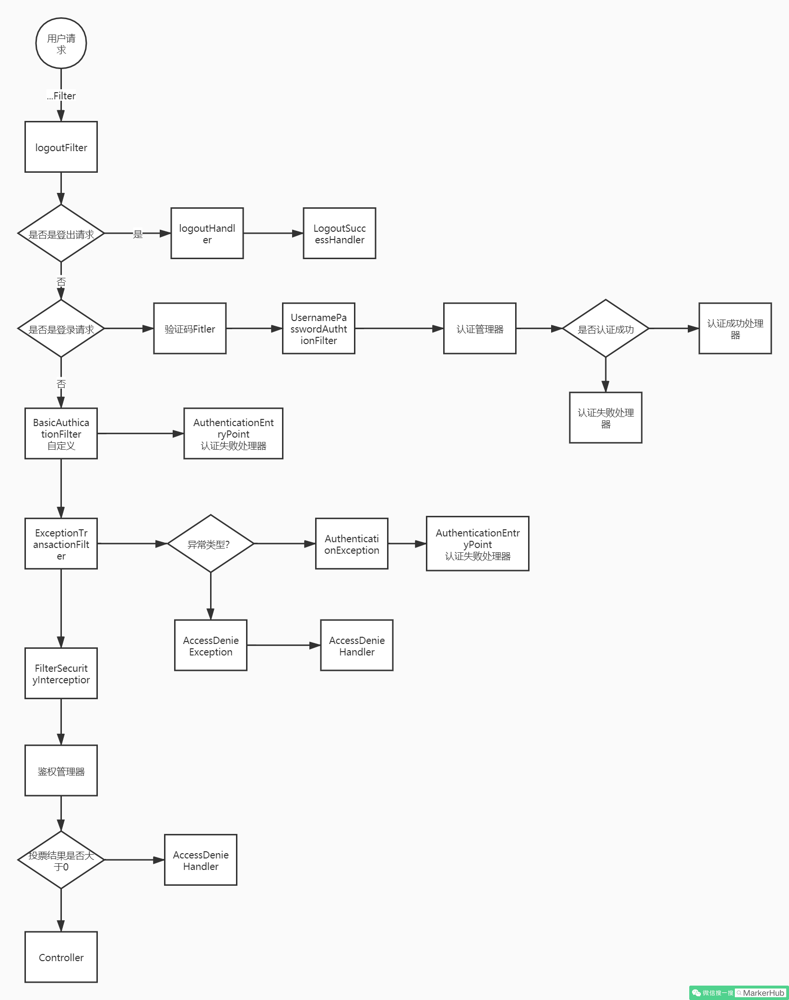 用户请
求
...Filter
logoutFilter
是否是登出请求
是
logoutHandl
er
LogoutSucc
essHandler
否
是否是登录请求
验证码Fitler
UsernamePa
sswordAutht
ionFilter
认证管理器
是否认证成功
认证成功处理
器
否
认证失败处理
器
BasicAuthica
tionFilter
自定义
AuthenticationEnt
ryPoint
认证失败处理器
ExceptionTr
ansactionFilt
er
异常类型?
Authenticati
onException
AuthenticationEntr
yPoint
认证失败处理器
AccessDenie
Exception
AccessDenie
Handler
FilterSecurit
yInterceptior
鉴权管理器
投票结果是否大
于0
AccessDenie
Handler
Controller
微信搜一搜 MarkerHub